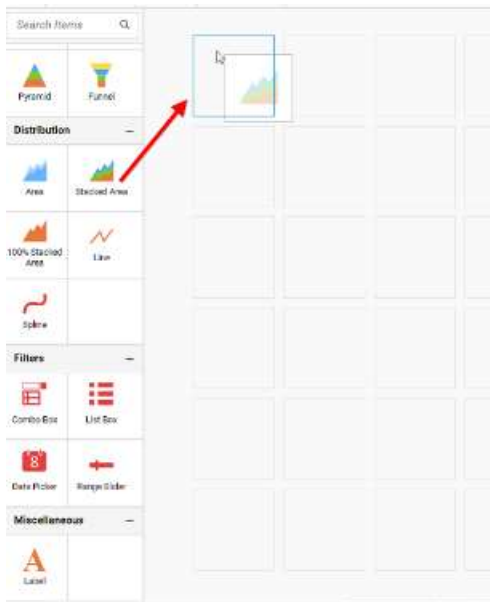 Search Items
Pyramid
Funnel
Distribution
Area
Stacked Area
100% Stacked
Area
Line
Spline
Filters
Combo Box
List Box
8
Date Picker
Range Slider
Miscellaneous
A
Label